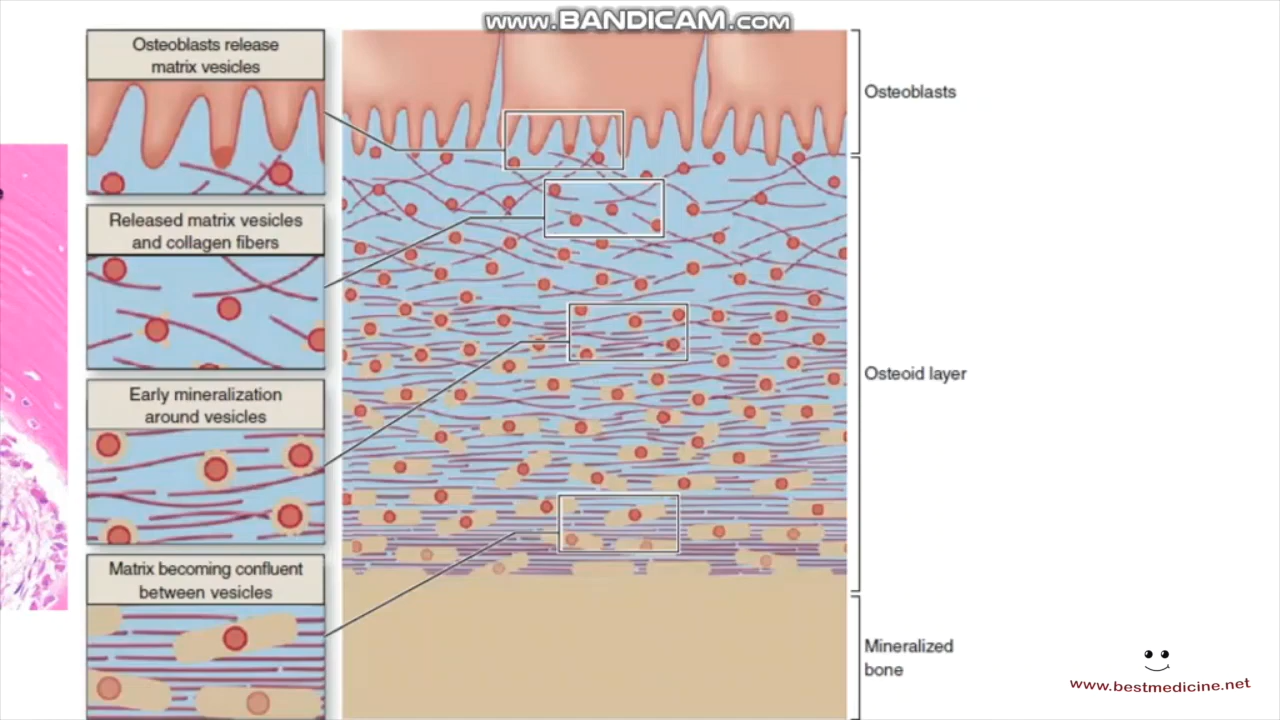 www.BANDICAM.com
Osteoblasts release
matrix vesicles
Released matrix vesicles
and collagen fibers
Early mineralization
around vesicles
Matrix becoming confluent
between vesicles
Osteoblasts
Osteoid layer
Mineralized
bone
www.bestmedicine.net